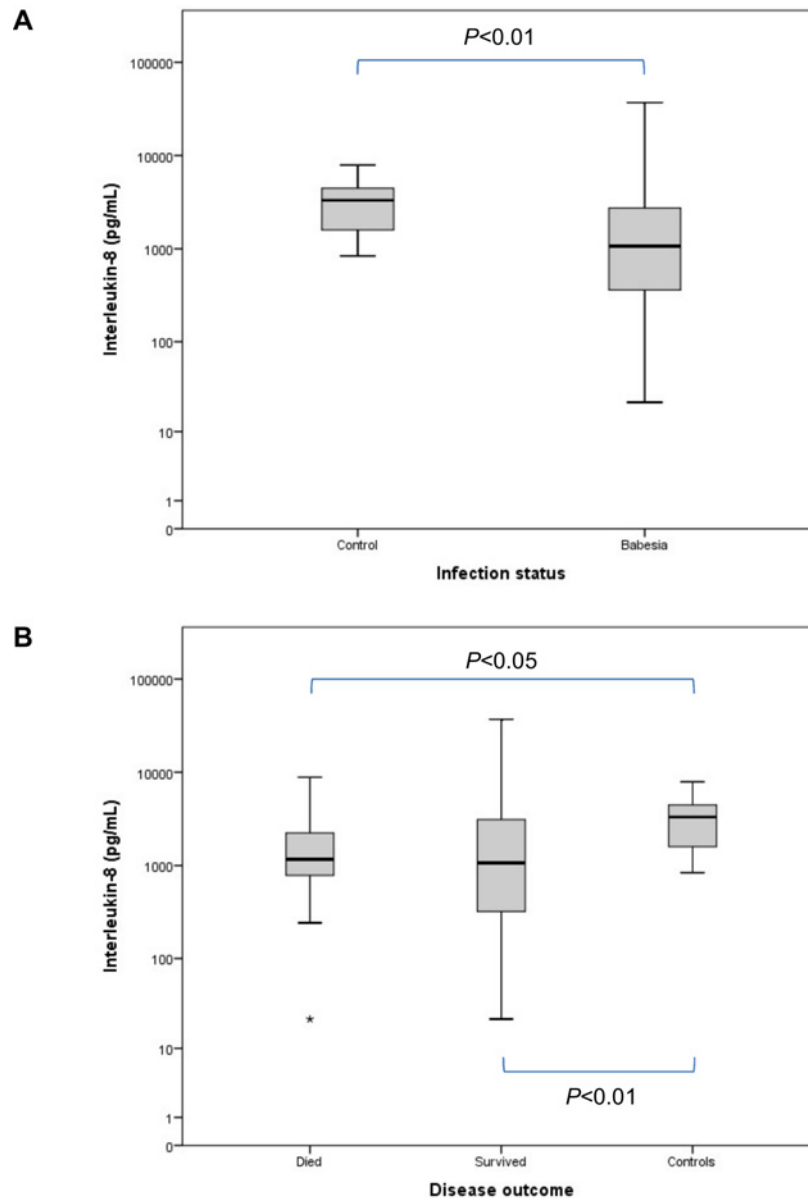 A
P<0.01
100000
10000
1000
100
10
1
0
Interleukin-8 (pg/mL)
Control Babesia
Infection status
B
P<0.05
100000
10000
1000
100
10
1
0
Interleukin-8 (pg/mL)
*
P<0.01
Died Survived Controls
Disease outcome